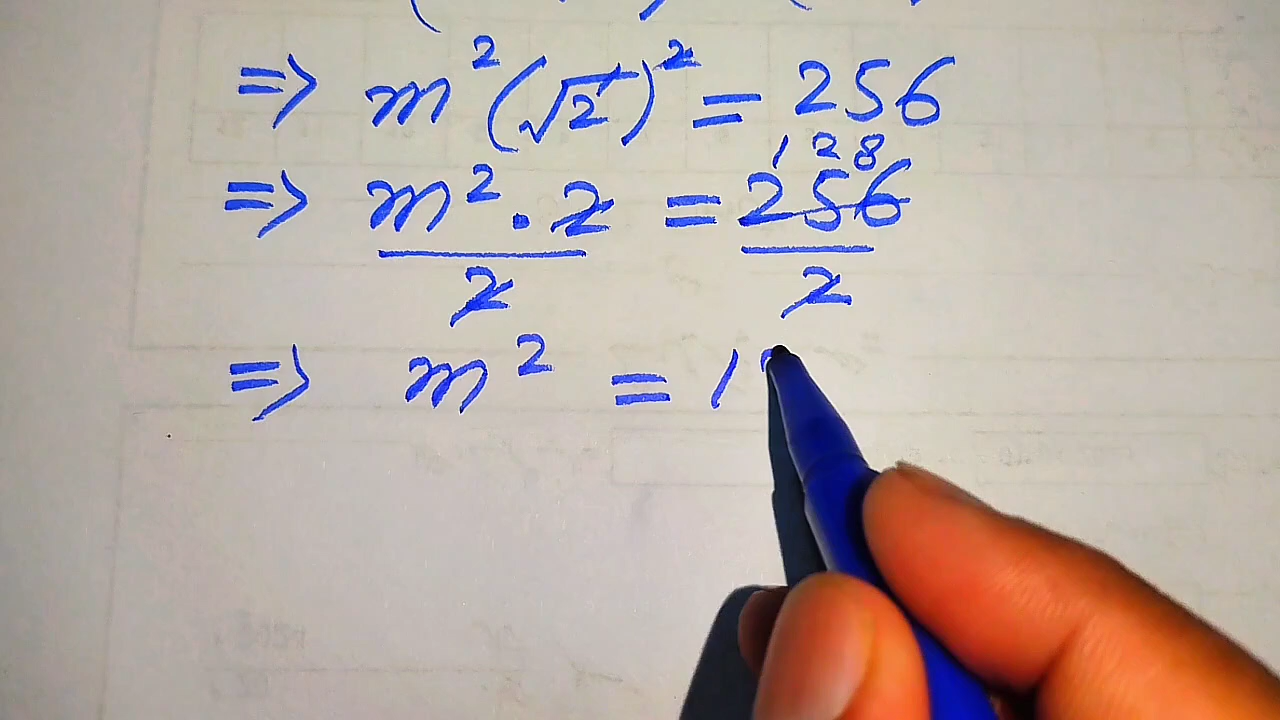 ⇒ m²(√2)² = 256
⇒ m²·2/2 = 256/2 128
⇒ m² = 1